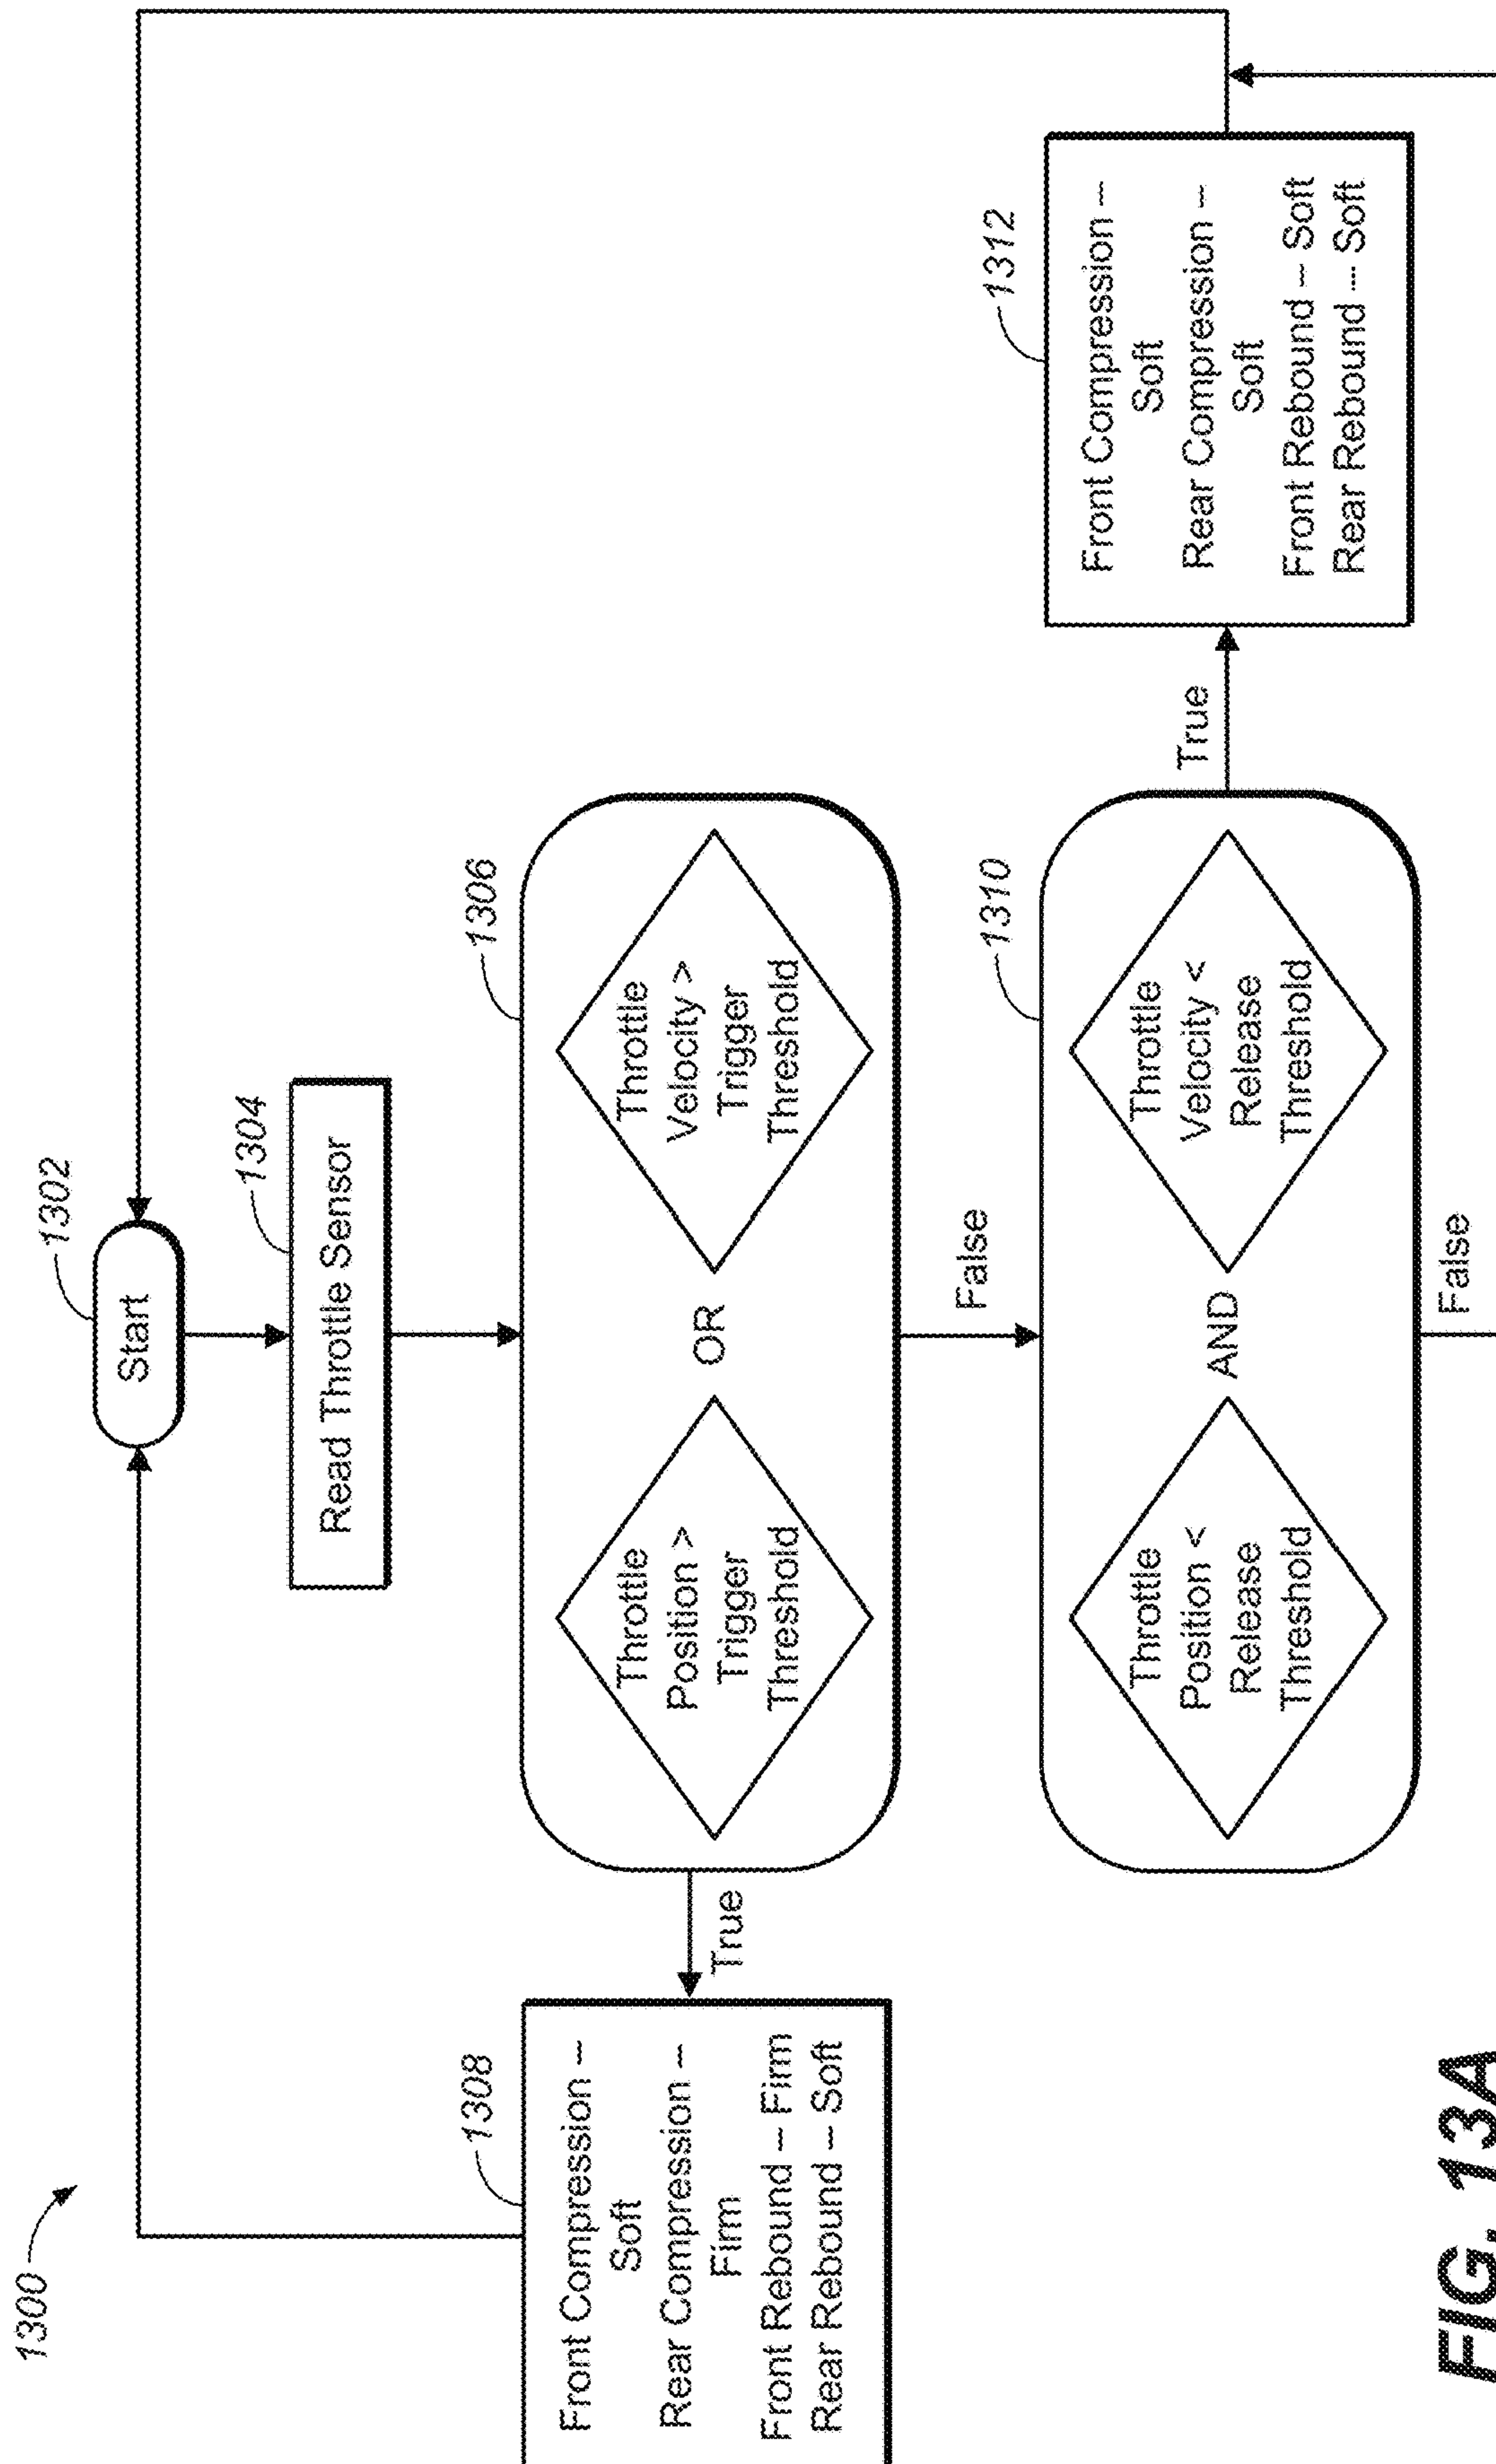 1300
1302
Start
1304
Read Throttle Sensor
1306
Throttle
Position >
Trigger
Threshold
OR
Throttle
Velocity >
Trigger
Threshold
True
1308
Front Compression –
Soft
Rear Compression –
Firm
Front Rebound – Firm
Rear Rebound – Soft
False
1310
Throttle
Position <
Release
Threshold
AND
Throttle
Velocity <
Release
Threshold
True
1312
Front Compression –
Soft
Rear Compression –
Soft
Front Rebound – Soft
Rear Rebound – Soft
False
FIG. 13A